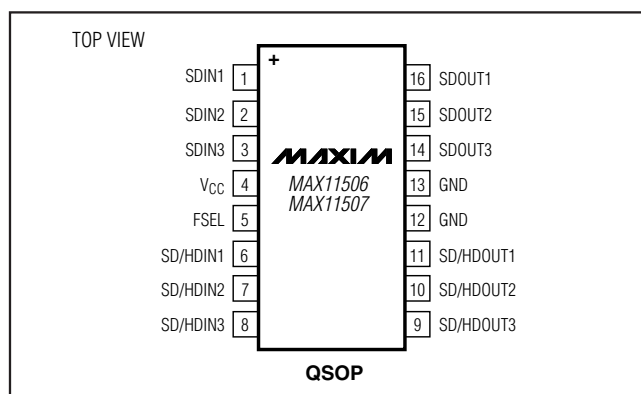 TOP VIEW
+
SDIN1 1 16 SDOUT1
SDIN2 2 15 SDOUT2
SDIN3 3 14 SDOUT3
MAXIM
VCC 4 MAX11506 13 GND
MAX11507
FSEL 5 12 GND
SD/HDIN1 6 11 SD/HDOUT1
SD/HDIN2 7 10 SD/HDOUT2
SD/HDIN3 8 9 SD/HDOUT3
QSOP